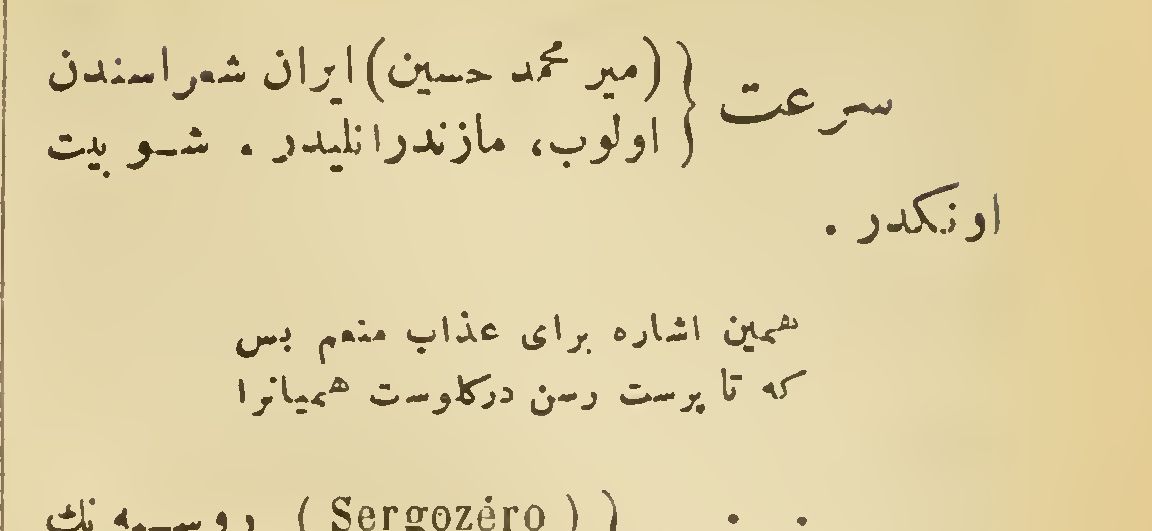 سرعت { (میر محمد حسین) ایران شعراسندن
اولوب، مازندرانلیدر . شو بیت
اونکدر .
همین اشاره برای عذاب منعم بس
که تا پرست رسن درکلوست همیانرا
( Sergozéro ) روسیه نك